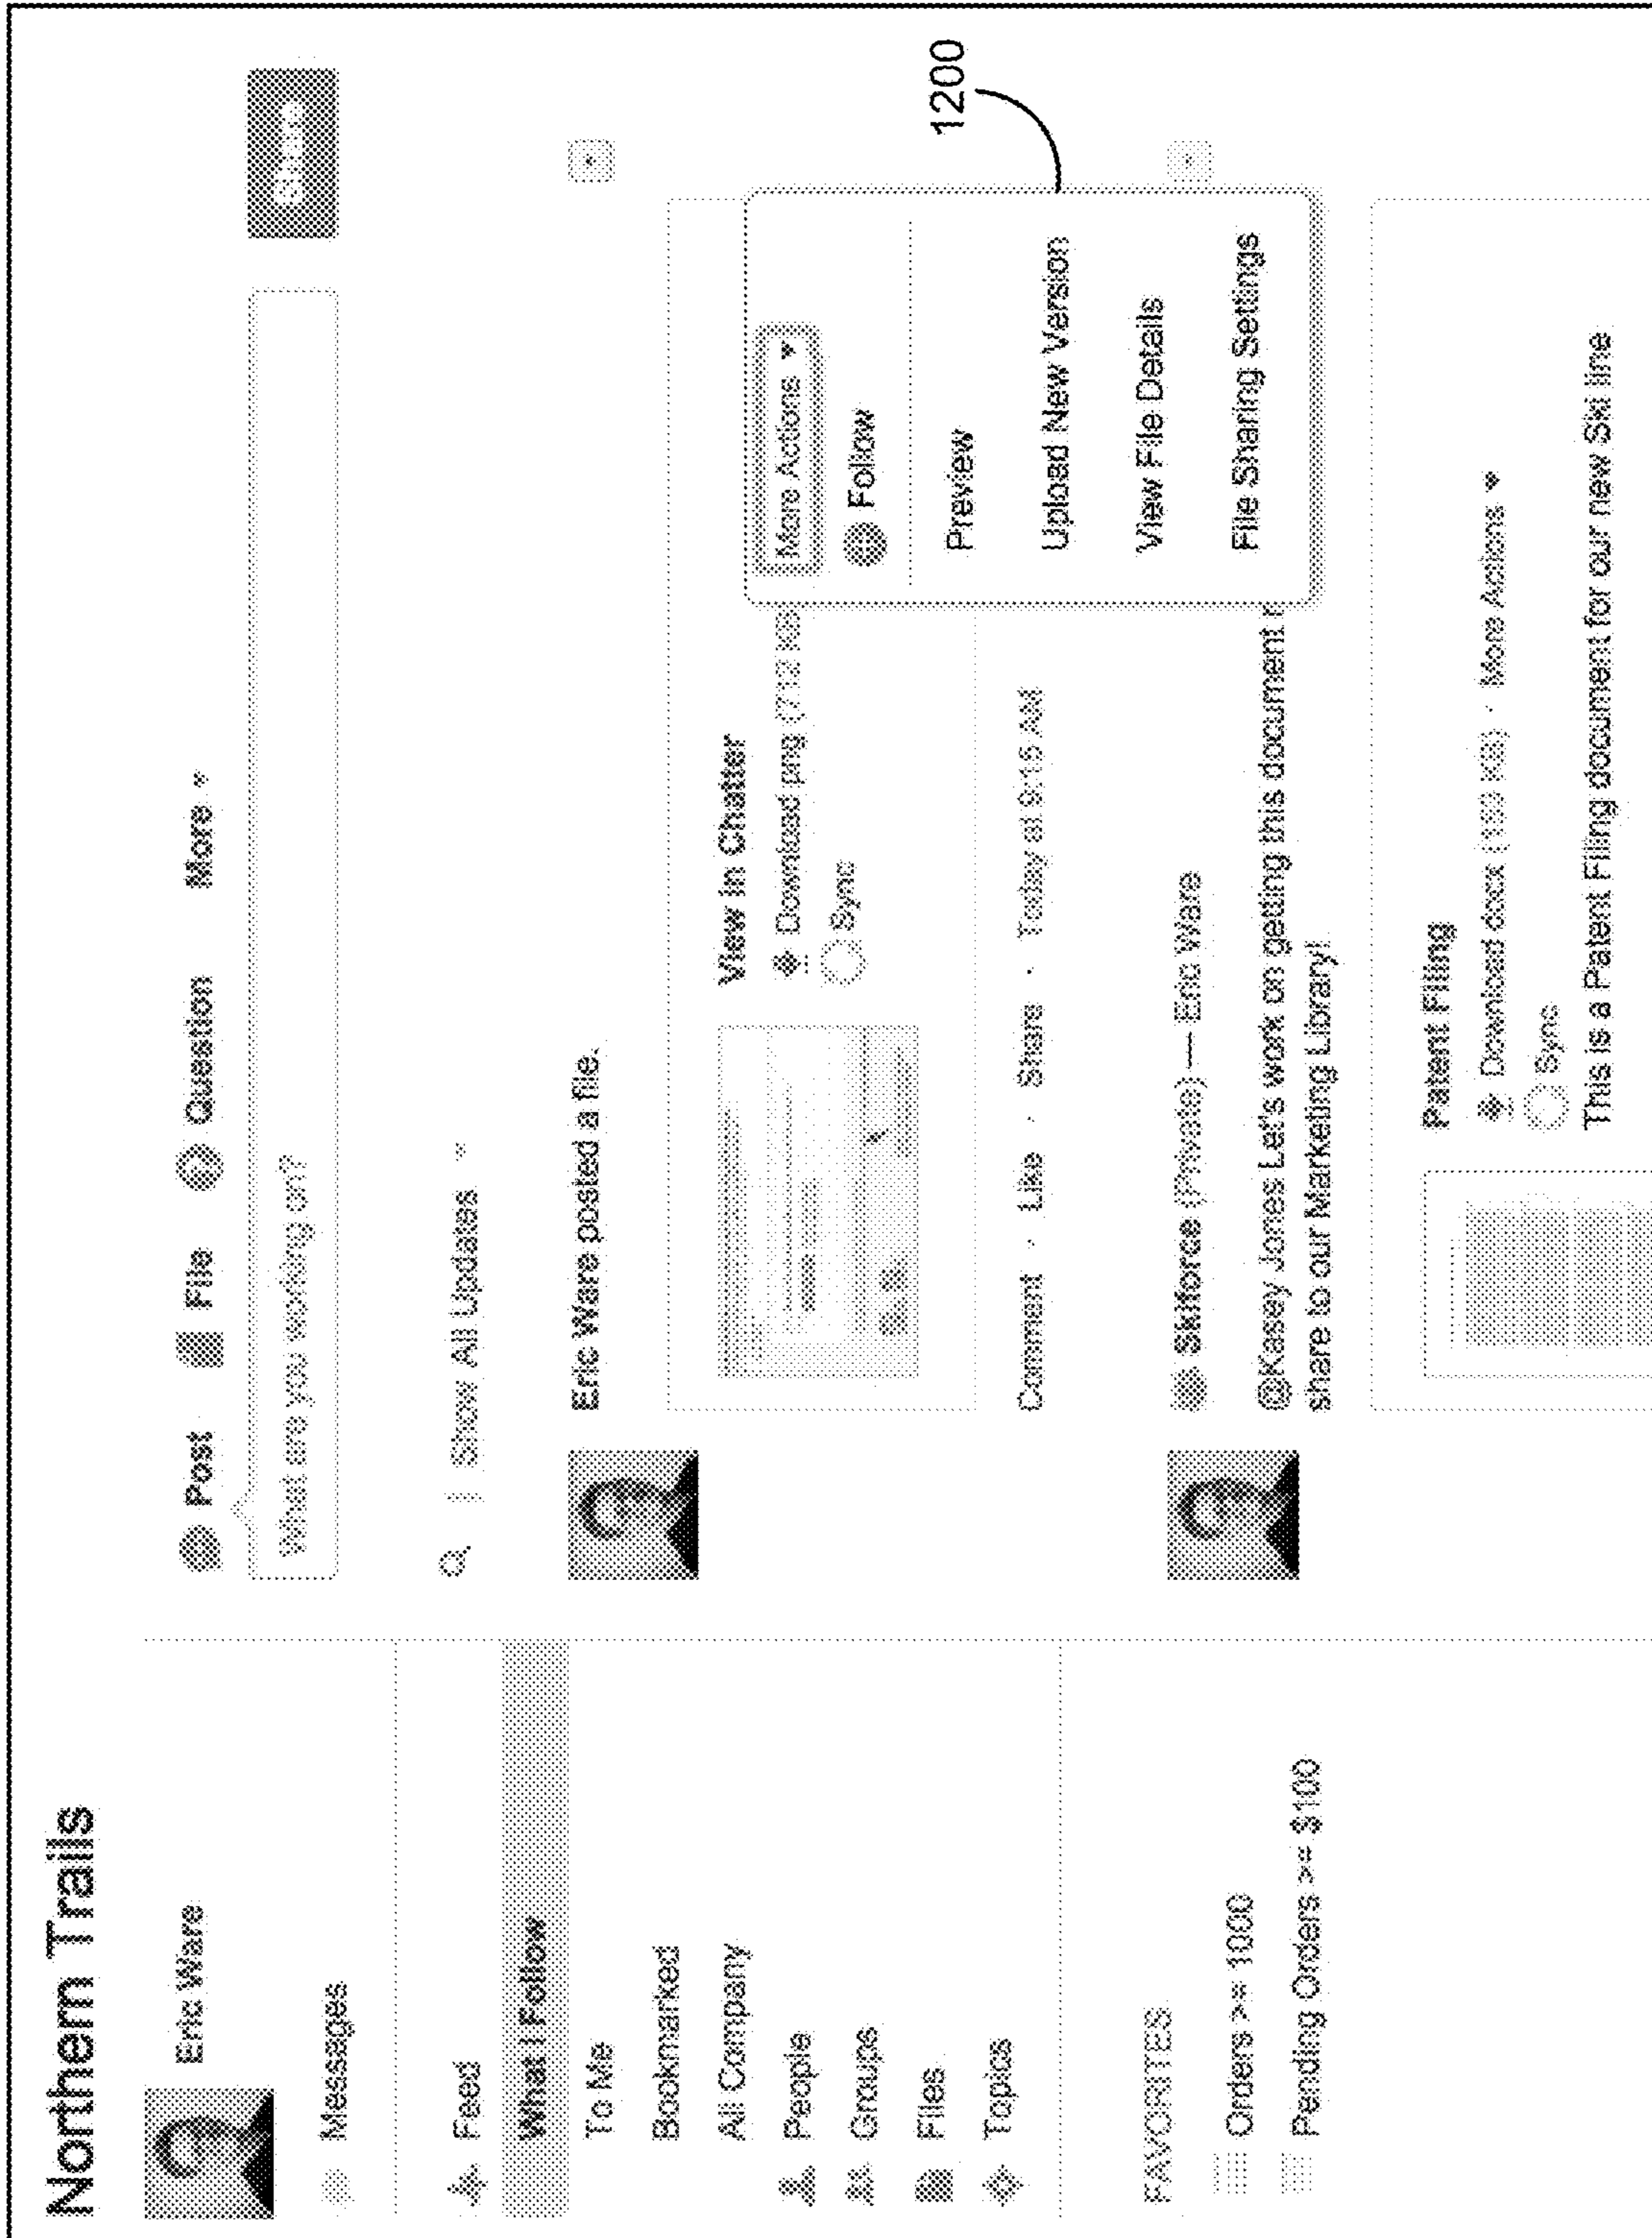 Northern Trails
Eric Ware
Messages
Feed
What I Follow
To Me
Bookmarked
All Company
People
Groups
Files
Topics
FAVORITES
Orders >= 1000
Pending Orders >= $100
Post File Question More
What are you working on?
Share
Show All Updates
Eric Ware posted a file.
View in Chatter
Download png (712 KB)
Sync
More Actions
Follow
Preview
Upload New Version
View File Details
File Sharing Settings
1200
Comment · Like · Share · Today at 9:15 AM
Skiforce (Private) — Eric Ware
@Kasey Jones Let's work on getting this document r
share to our Marketing Library!
Patent Filing
Download docx (193 KB) · More Actions
Sync
This is a Patent Filing document for our new Ski line